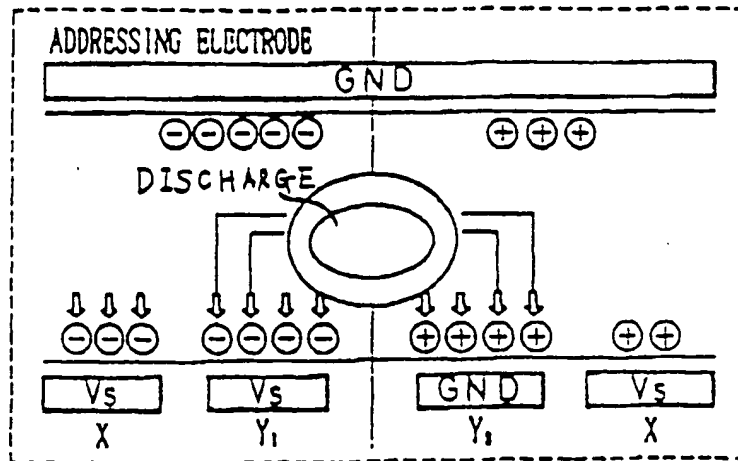 ADDRESSING ELECTRODE
GND
⊖⊖⊖⊖⊖ ⊕⊕⊕
DISCHARGE
⊖⊖⊖ ⊖⊖⊖⊖ ⊕⊕⊕⊕ ⊕⊕
Vs Vs GND Vs
X Y₁ Y₂ X